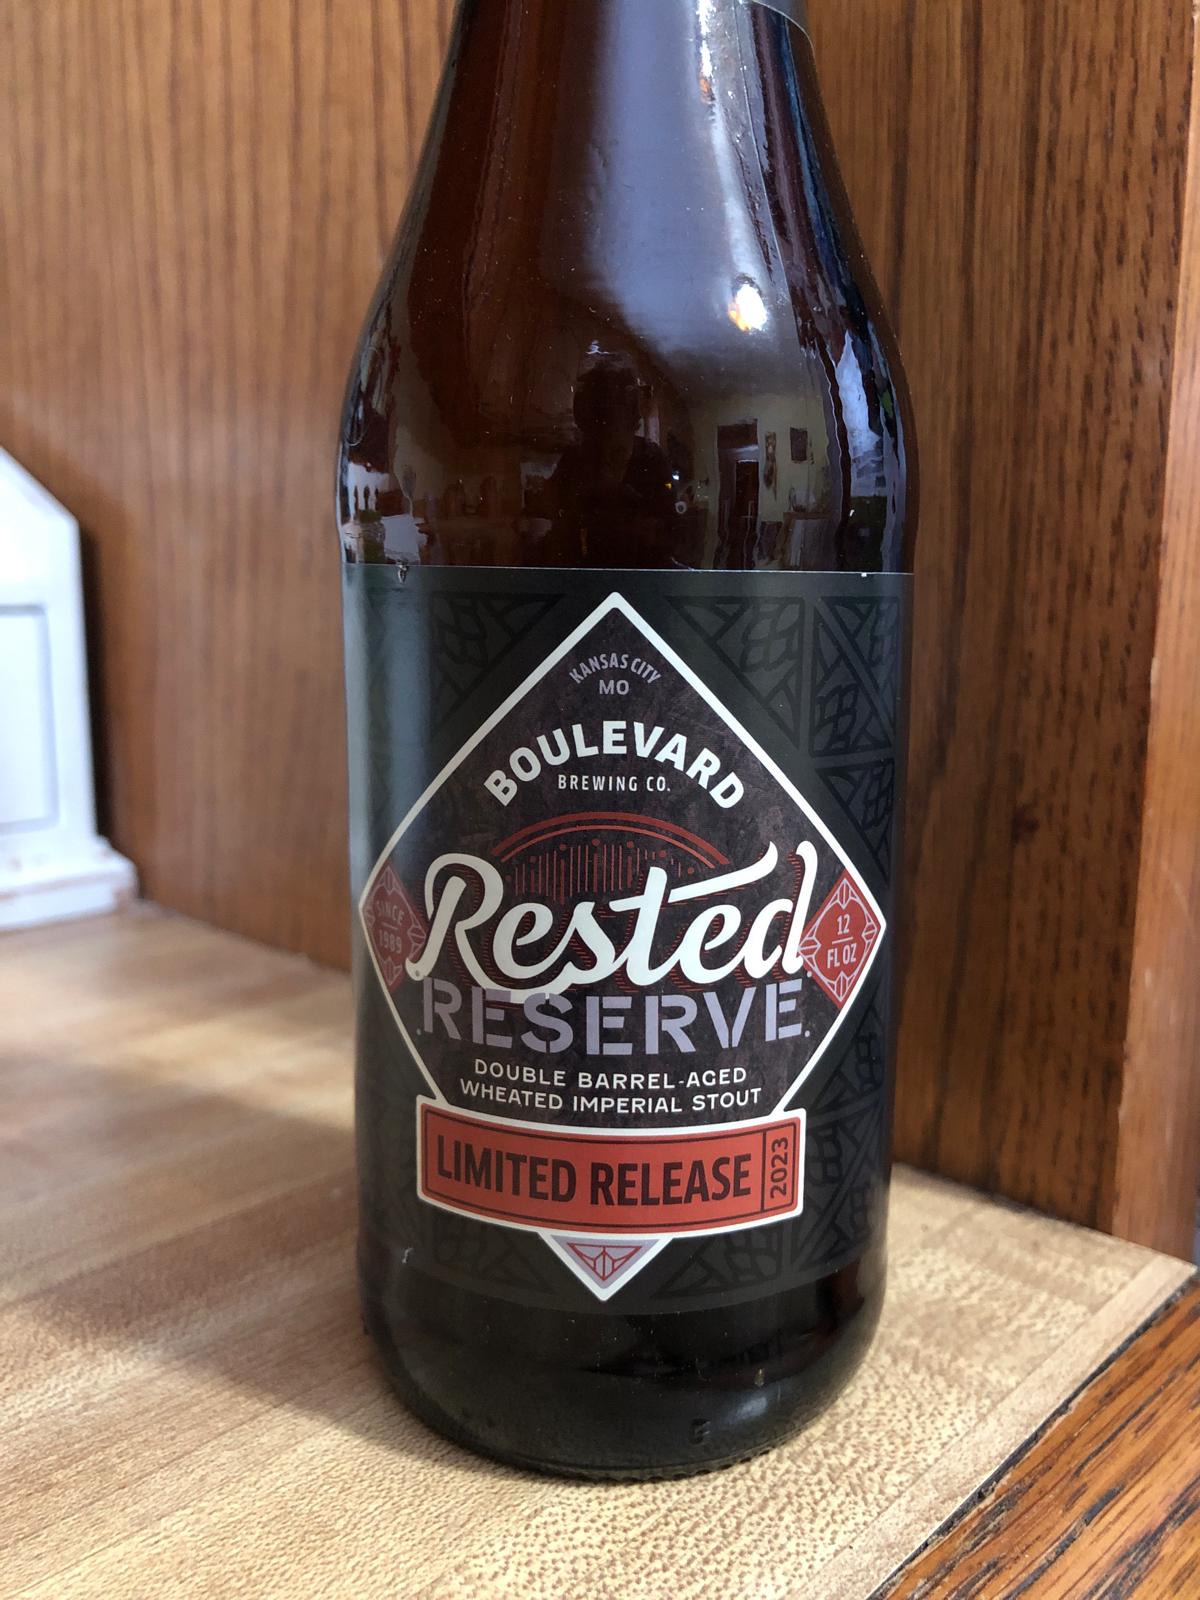 KANSAS CITY
MO
BOULEVARD
BREWING CO.
Rested
SINCE
1989
12
FL OZ
RESERVE
DOUBLE BARREL-AGED
WHEATED IMPERIAL STOUT
LIMITED RELEASE
2023